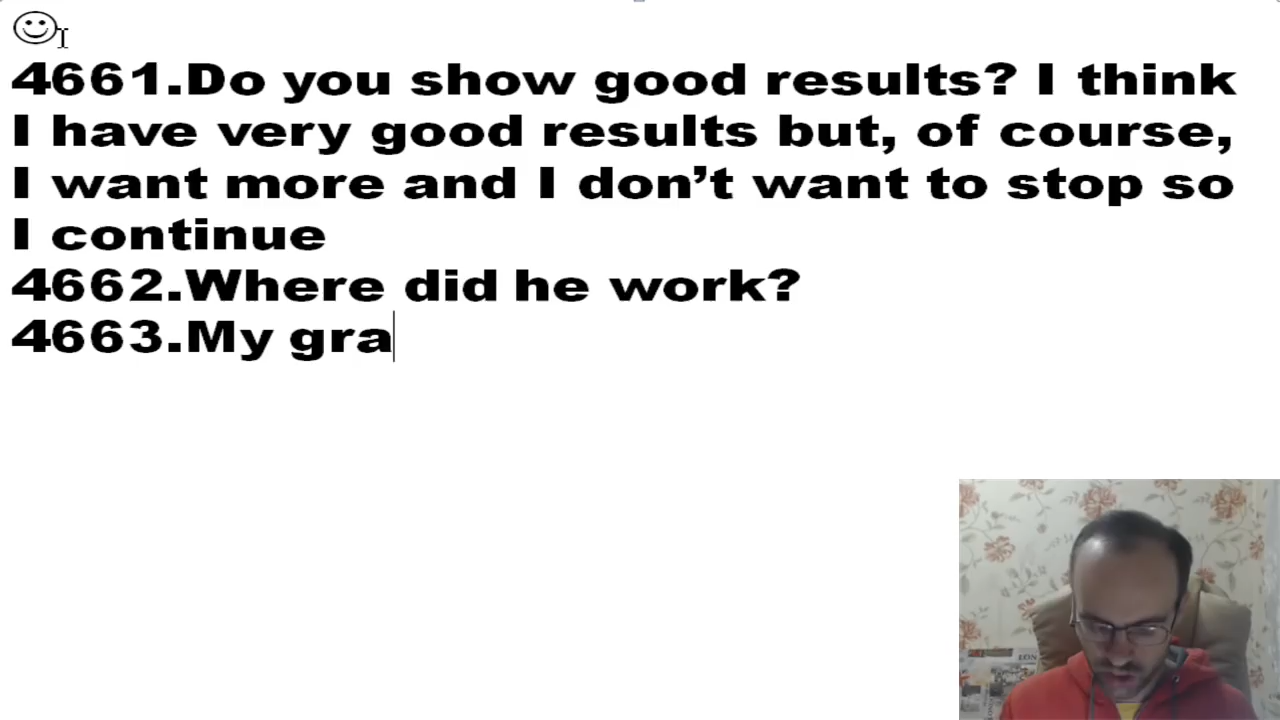 4661.Do you show good results? I think
I have very good results but, of course,
I want more and I don’t want to stop so
I continue
4662.Where did he work?
4663.My gra